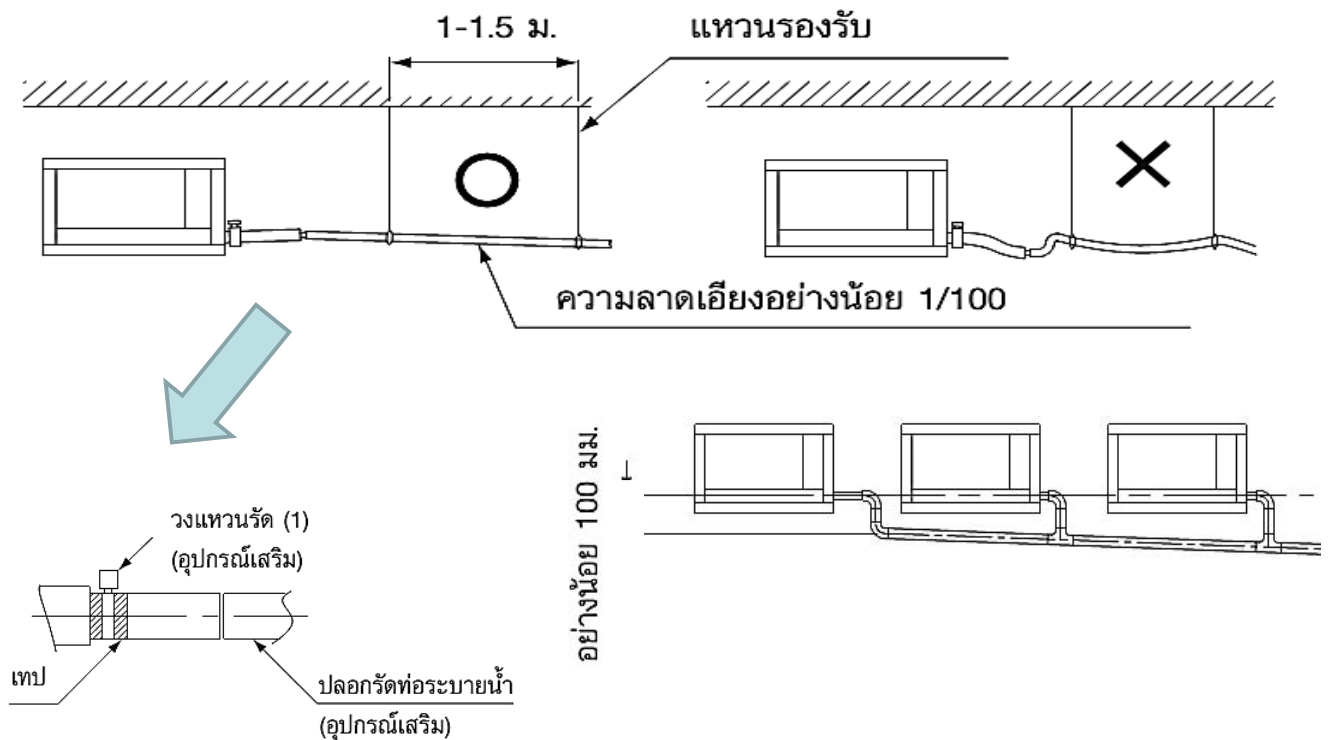 1-1.5 ม.
แหวนรองรับ
ความลาดเอียงอย่างน้อย 1/100
อย่างน้อย 100 มม.
วงแหวนรัด (1)
(อุปกรณ์เสริม)
เทป
ปลอกรัดท่อระบายน้ำ
(อุปกรณ์เสริม)